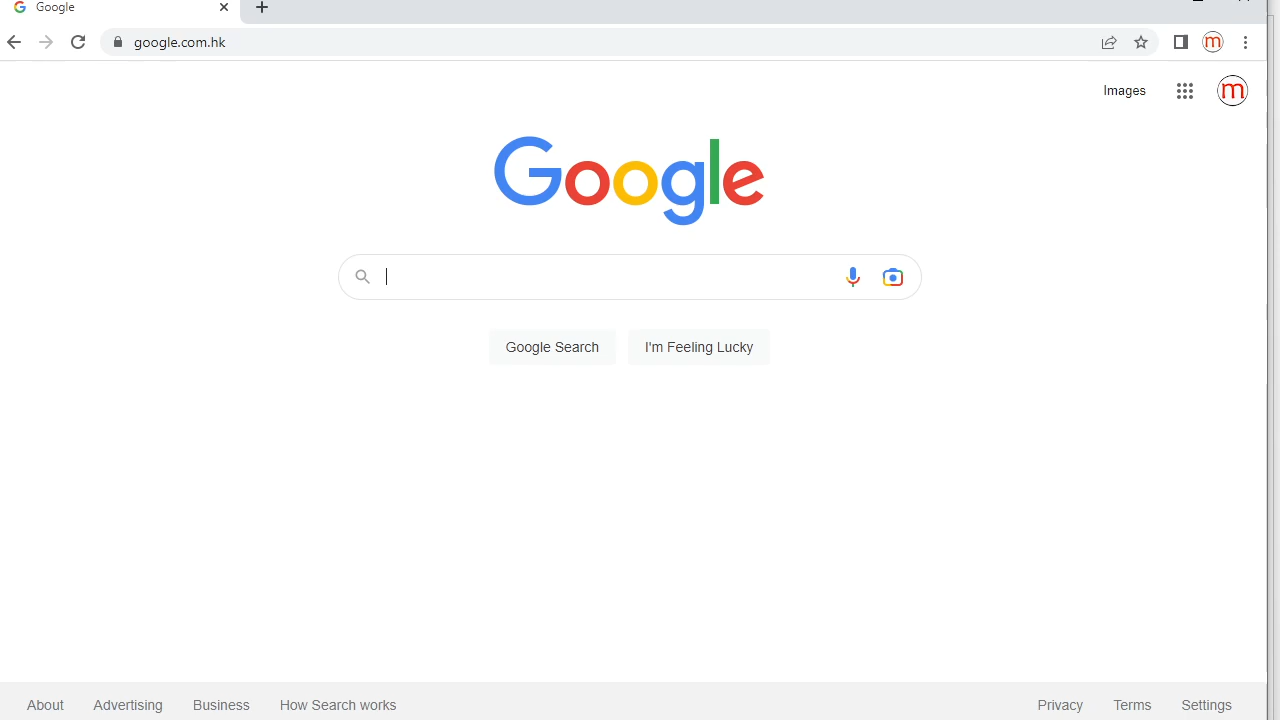 Google
google.com.hk
m
Images
m
Google
Google Search
I'm Feeling Lucky
About
Advertising
Business
How Search works
Privacy
Terms
Settings